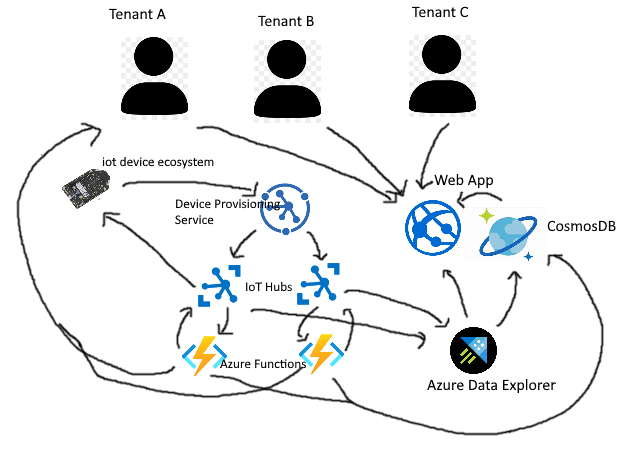 Tenant A
Tenant B
Tenant C
iot device ecosystem
Web App
Device Provisioning
Service
CosmosDB
IoT Hubs
Azure Functions
Azure Data Explorer